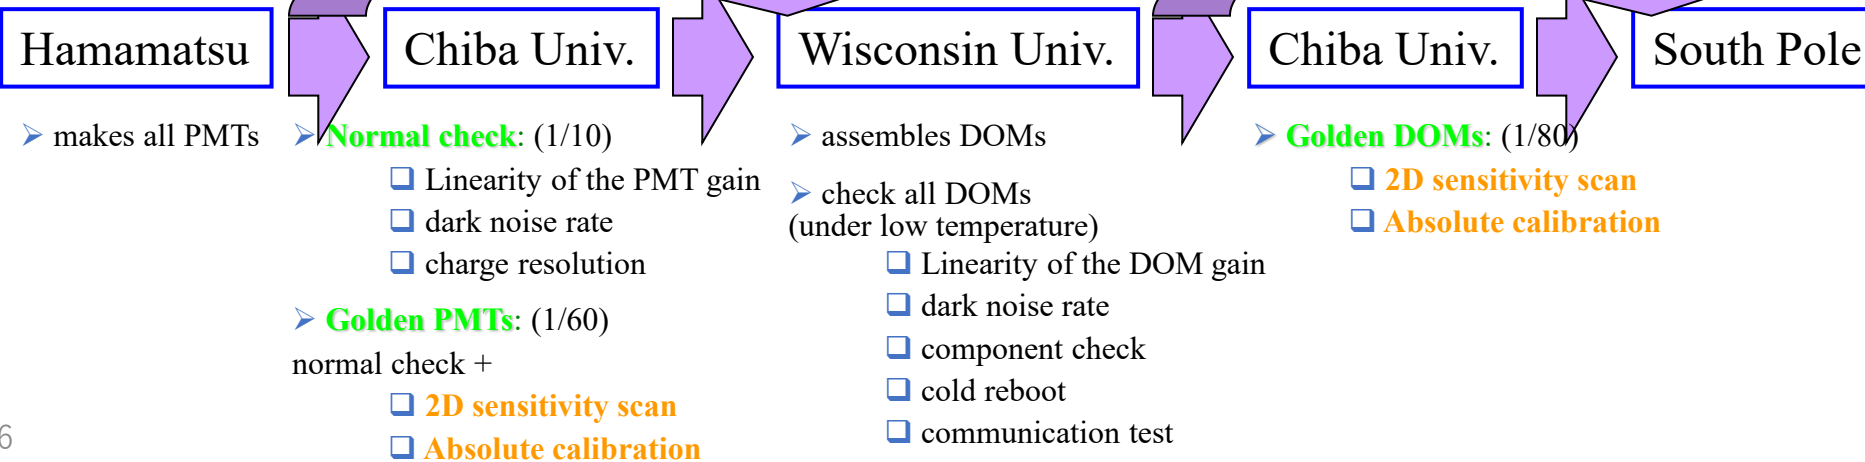 Hamamatsu
Chiba Univ.
Wisconsin Univ.
Chiba Univ.
South Pole
makes all PMTs
Normal check: (1/10)
Linearity of the PMT gain
dark noise rate
charge resolution
Golden PMTs: (1/60)
normal check +
2D sensitivity scan
Absolute calibration
assembles DOMs
check all DOMs
(under low temperature)
Linearity of the DOM gain
dark noise rate
component check
cold reboot
communication test
Golden DOMs: (1/80)
2D sensitivity scan
Absolute calibration
6